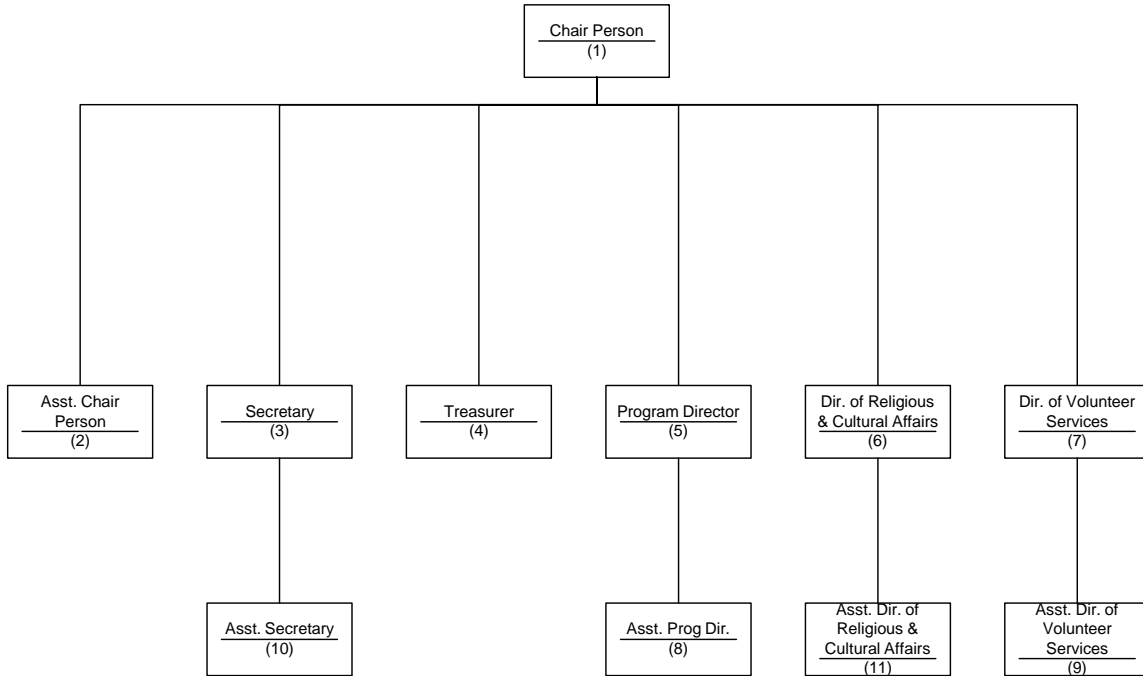 Chair Person
(1)
Asst. Chair
Person
(2)
Secretary
(3)
Treasurer
(4)
Program Director
(5)
Dir. of Religious
& Cultural Affairs
(6)
Dir. of Volunteer
Services
(7)
Asst. Secretary
(10)
Asst. Prog Dir.
(8)
Asst. Dir. of
Religious &
Cultural Affairs
(11)
Asst. Dir. of
Volunteer
Services
(9)